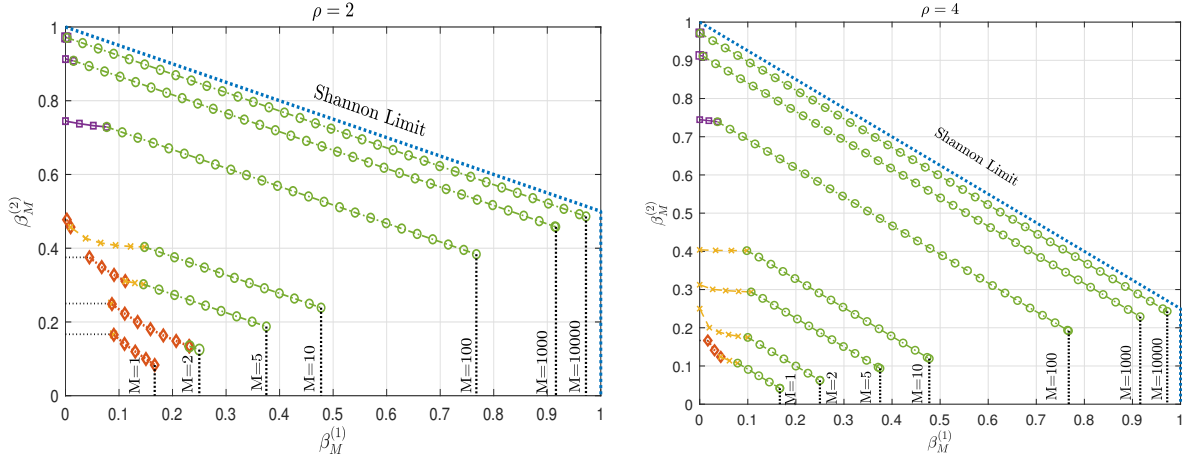 ρ = 2
1
0.8
0.6
0.4
0.2
0
0 0.1 0.2 0.3 0.4 0.5 0.6 0.7 0.8 0.9 1
β_M^(2)
β_M^(1)
Shannon Limit
M=1
M=2
M=5
M=10
M=100
M=1000
M=10000
ρ = 4
1
0.9
0.8
0.7
0.6
0.5
0.4
0.3
0.2
0.1
0
0 0.1 0.2 0.3 0.4 0.5 0.6 0.7 0.8 0.9 1
β_M^(2)
β_M^(1)
Shannon Limit
M=1
M=2
M=5
M=10
M=100
M=1000
M=10000